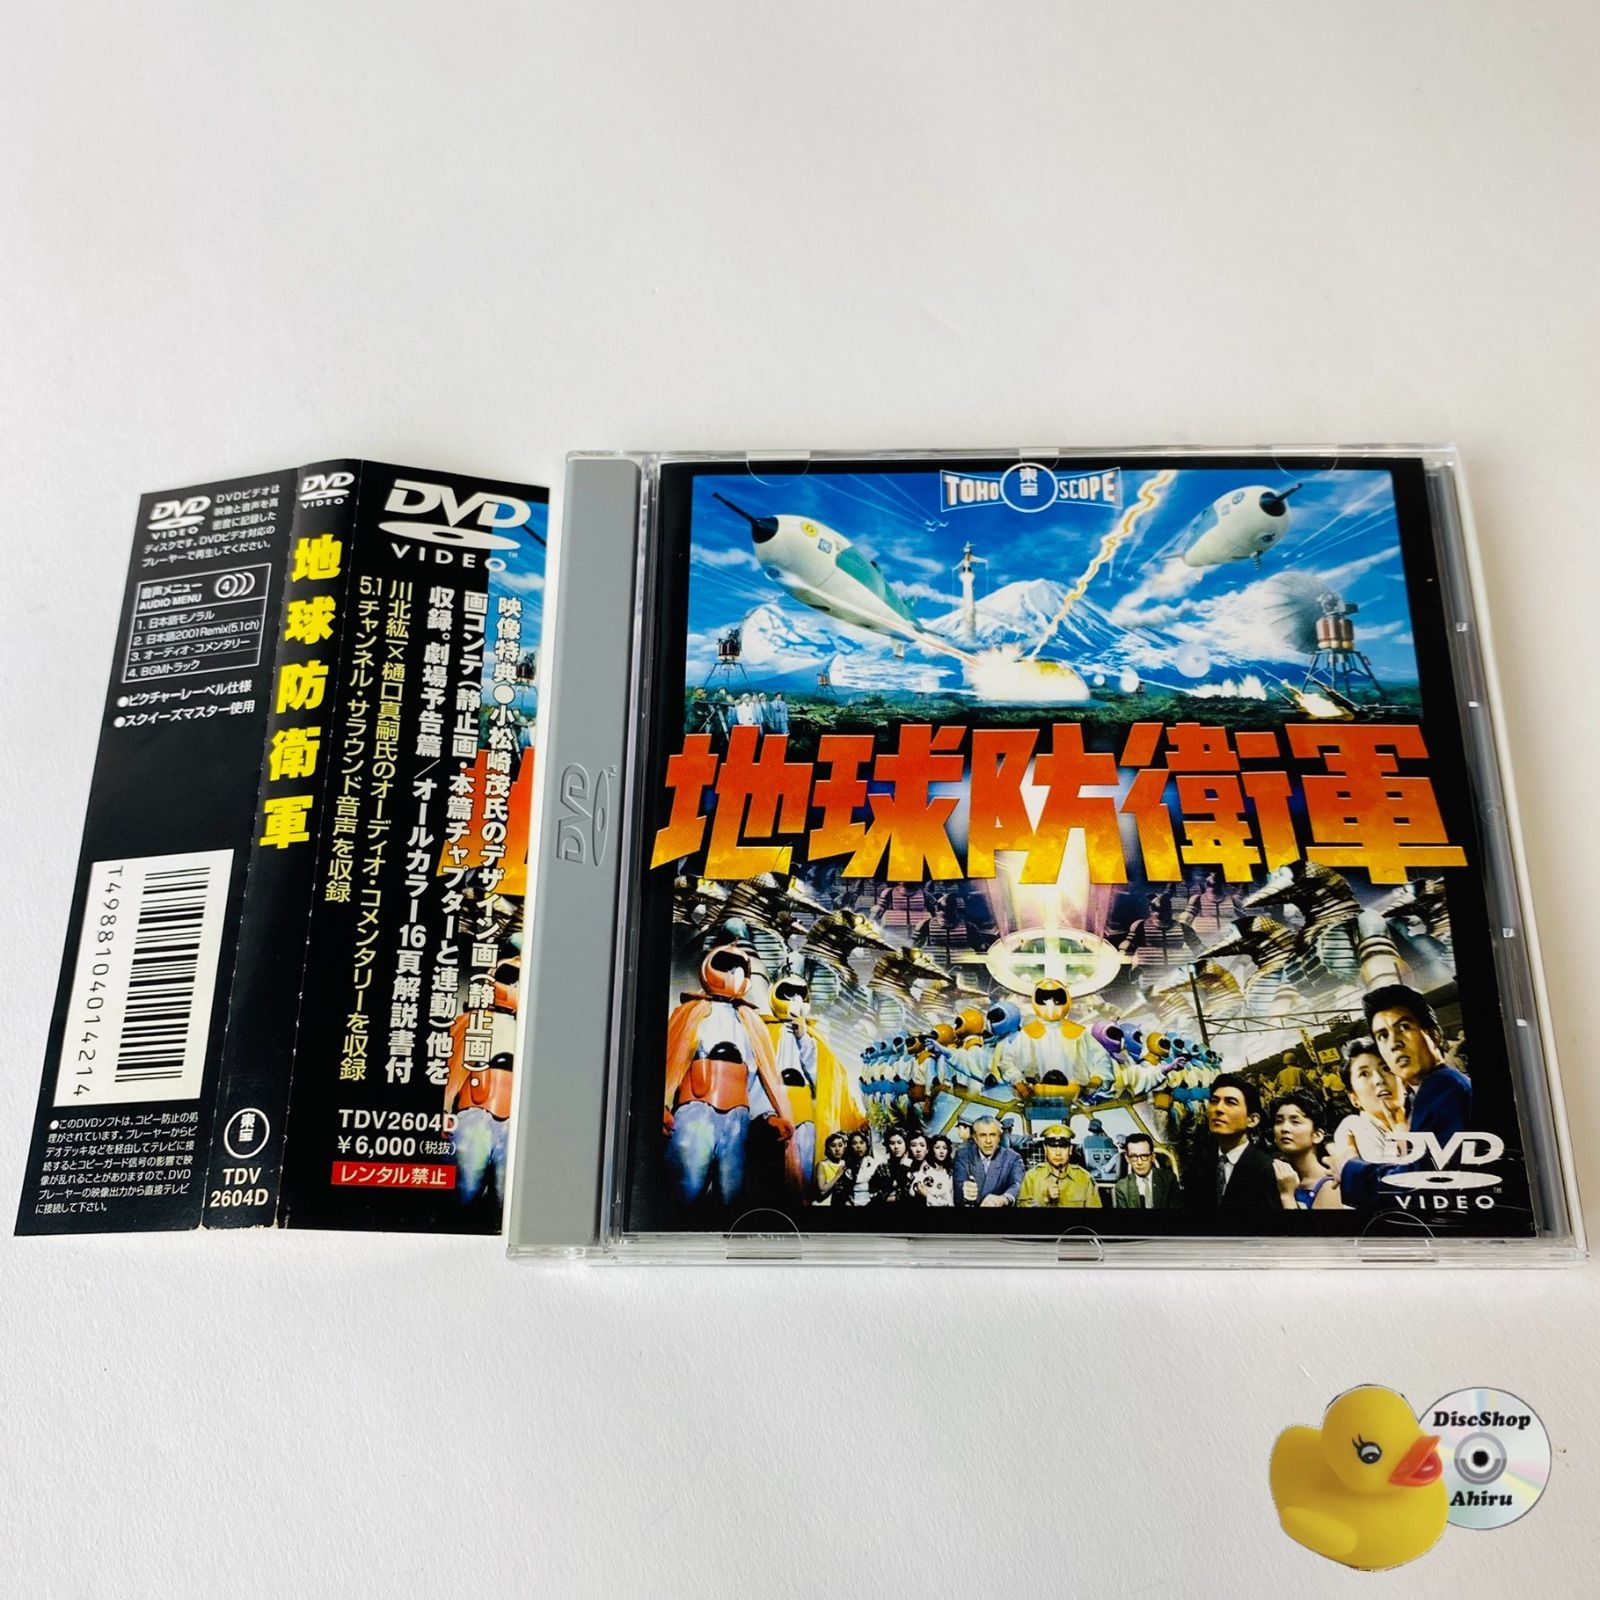 DVD
VIDEO
DVDビデオは
映像と音声を高
密度に記録した
ディスクです。DVDビデオ対応の
プレーヤーで再生してください。
音声メニュー
AUDIO MENU
4
1. 日本語モノラル
2. 日本語2001Remix(5.1ch)
3. オーディオ・コメンタリー
4. BGMトラック
●ピクチャーレーベル仕様
●スクイーズマスター使用
T4988104014214
●このDVDソフトは、コピー防止の処
理がされています。プレーヤーからビ
デオデッキなどを経由してテレビに接
続するとコピーガード信号の影響で映
像が乱れることがありますので、DVD
プレーヤーの映像出力から直接テレビ
に接続して下さい。
DVD
VIDEO
地球防衛軍
東宝
TDV
2604D
DVD
VIDEO™
映像特典●小松崎茂氏のデザイン画(静止画)・
画コンテ(静止画・本篇チャプターと連動)他を
収録。劇場予告篇/オールカラー16頁解説書付
川北紘一×樋口真嗣氏のオーディオ・コメンタリーを収録
5.1チャンネル・サラウンド音声を収録
TDV2604D
¥6,000(税抜)
レンタル禁止
DVD
TOHO 東宝 SCOPE
地球防衛軍
DVD
VIDEO™
DiscShop
Ahiru